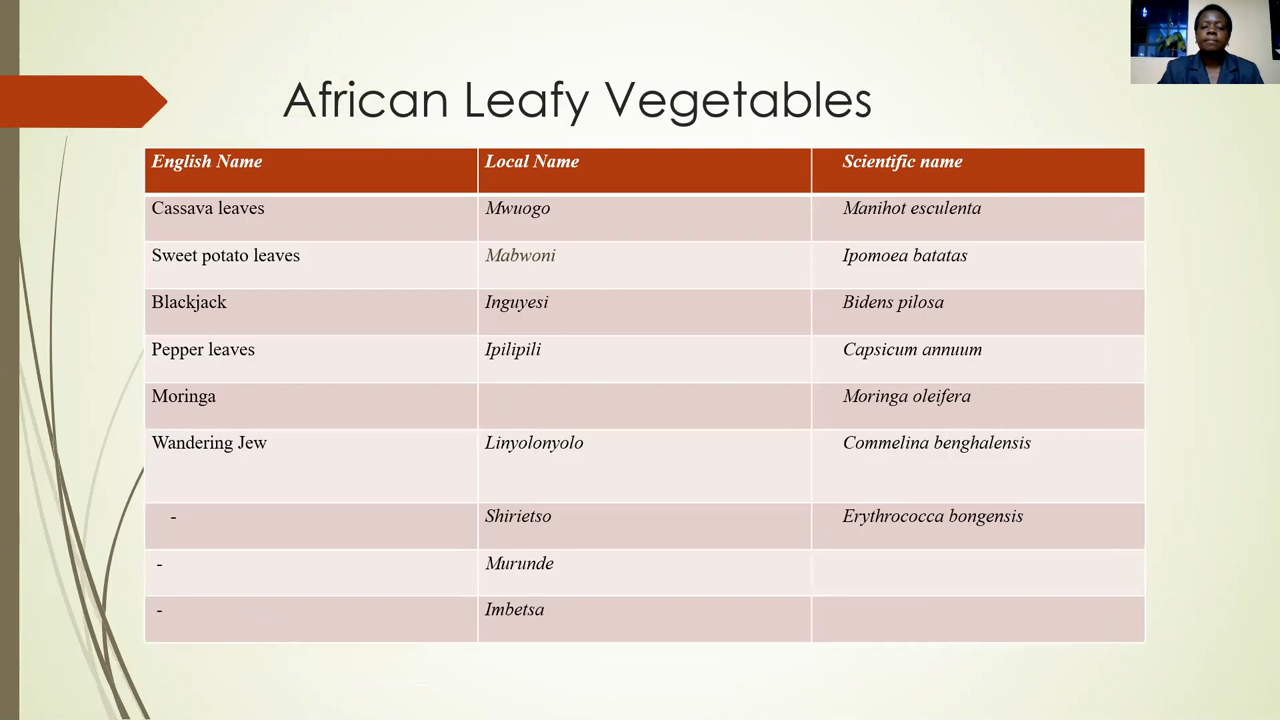 African Leafy Vegetables
English Name Local Name Scientific name
Cassava leaves Mwuogo Manihot esculenta
Sweet potato leaves Mabwoni Ipomoea batatas
Blackjack Inguyesi Bidens pilosa
Pepper leaves Ipilipili Capsicum annuum
Moringa Moringa oleifera
Wandering Jew Linyolonyolo Commelina benghalensis
- Shirietso Erythrococca bongensis
- Murunde
- Imbetsa